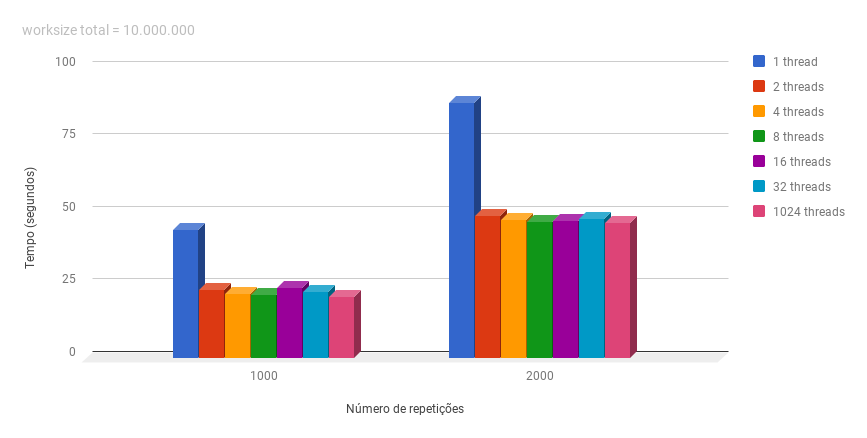 worksize total = 10.000.000
100
75
50
25
0
Tempo (segundos)
1000
2000
Número de repetições
1 thread
2 threads
4 threads
8 threads
16 threads
32 threads
1024 threads